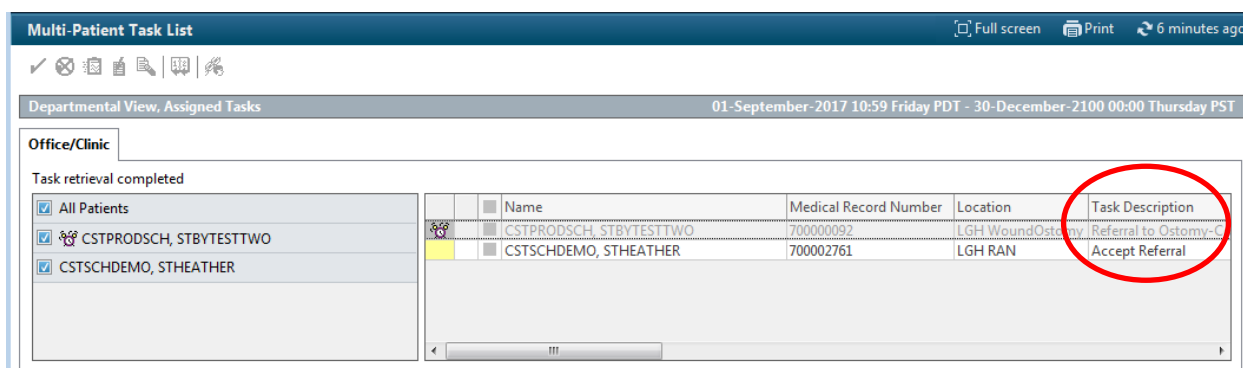 Multi-Patient Task List Full screen Print 6 minutes ago
Departmental View, Assigned Tasks 01-September-2017 10:59 Friday PDT - 30-December-2100 00:00 Thursday PST
Office/Clinic
Task retrieval completed
All Patients
CSTPRODSCH, STBYTESTTWO
CSTSCHDEMO, STHEATHER
Name Medical Record Number Location Task Description
CSTPRODSCH, STBYTESTTWO 700000092 LGH WoundOstomy Referral to Ostomy-C
CSTSCHDEMO, STHEATHER 700002761 LGH RAN Accept Referral